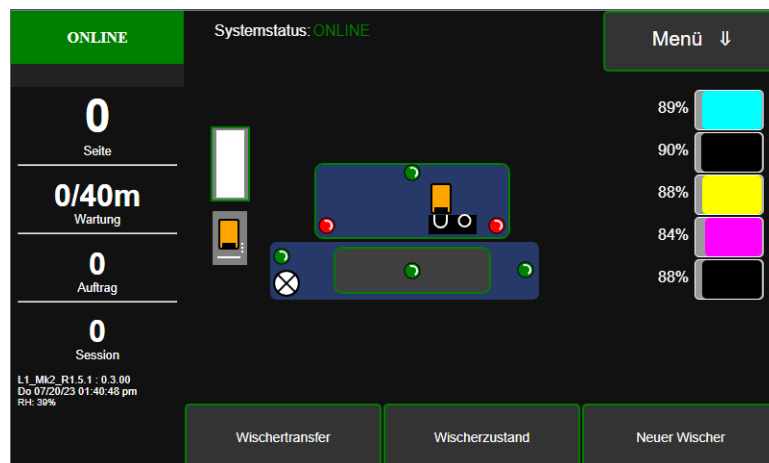 ONLINE
Systemstatus: ONLINE
Menü ⇓
0
Seite
0/40m
Wartung
0
Auftrag
0
Session
L1_Mk2_R1.5.1 : 0.3.00
Do 07/20/23 01:40:48 pm
RH: 39%
89%
90%
88%
84%
88%
Wischertransfer
Wischerzustand
Neuer Wischer